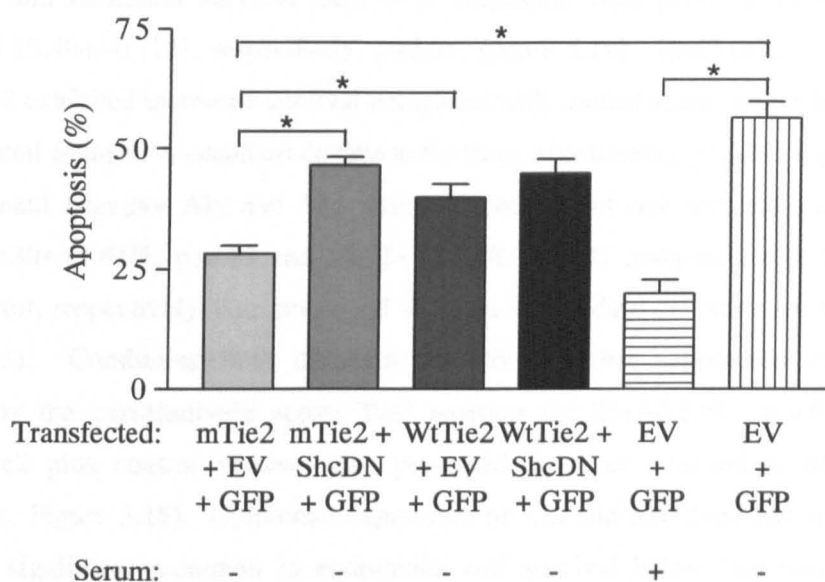 75
*
*
*
*
50
25
0
Apoptosis (%)
Transfected: mTie2 + EV + GFP mTie2 + ShcDN + GFP WtTie2 + EV + GFP WtTie2 + ShcDN + GFP EV + GFP EV + GFP
Serum: - - - - + -